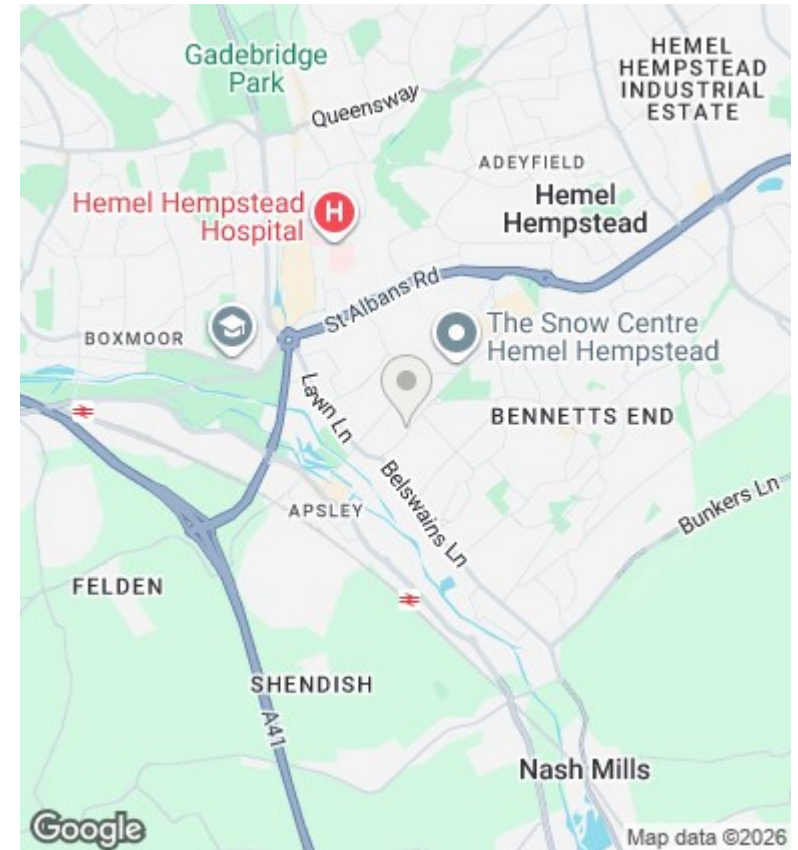 Gadebridge
Park
Queensway
HEMEL
HEMPSTEAD
INDUSTRIAL
ESTATE
ADEYFIELD
Hemel
Hempstead
Hemel Hempstead
Hospital
H
St Albans Rd
BOXMOOR
The Snow Centre
Hemel Hempstead
Lawn Ln
BENNETTS END
Belswains Ln
Bunkers Ln
APSLEY
FELDEN
SHENDISH
A41
Nash Mills
Google
Map data ©2026